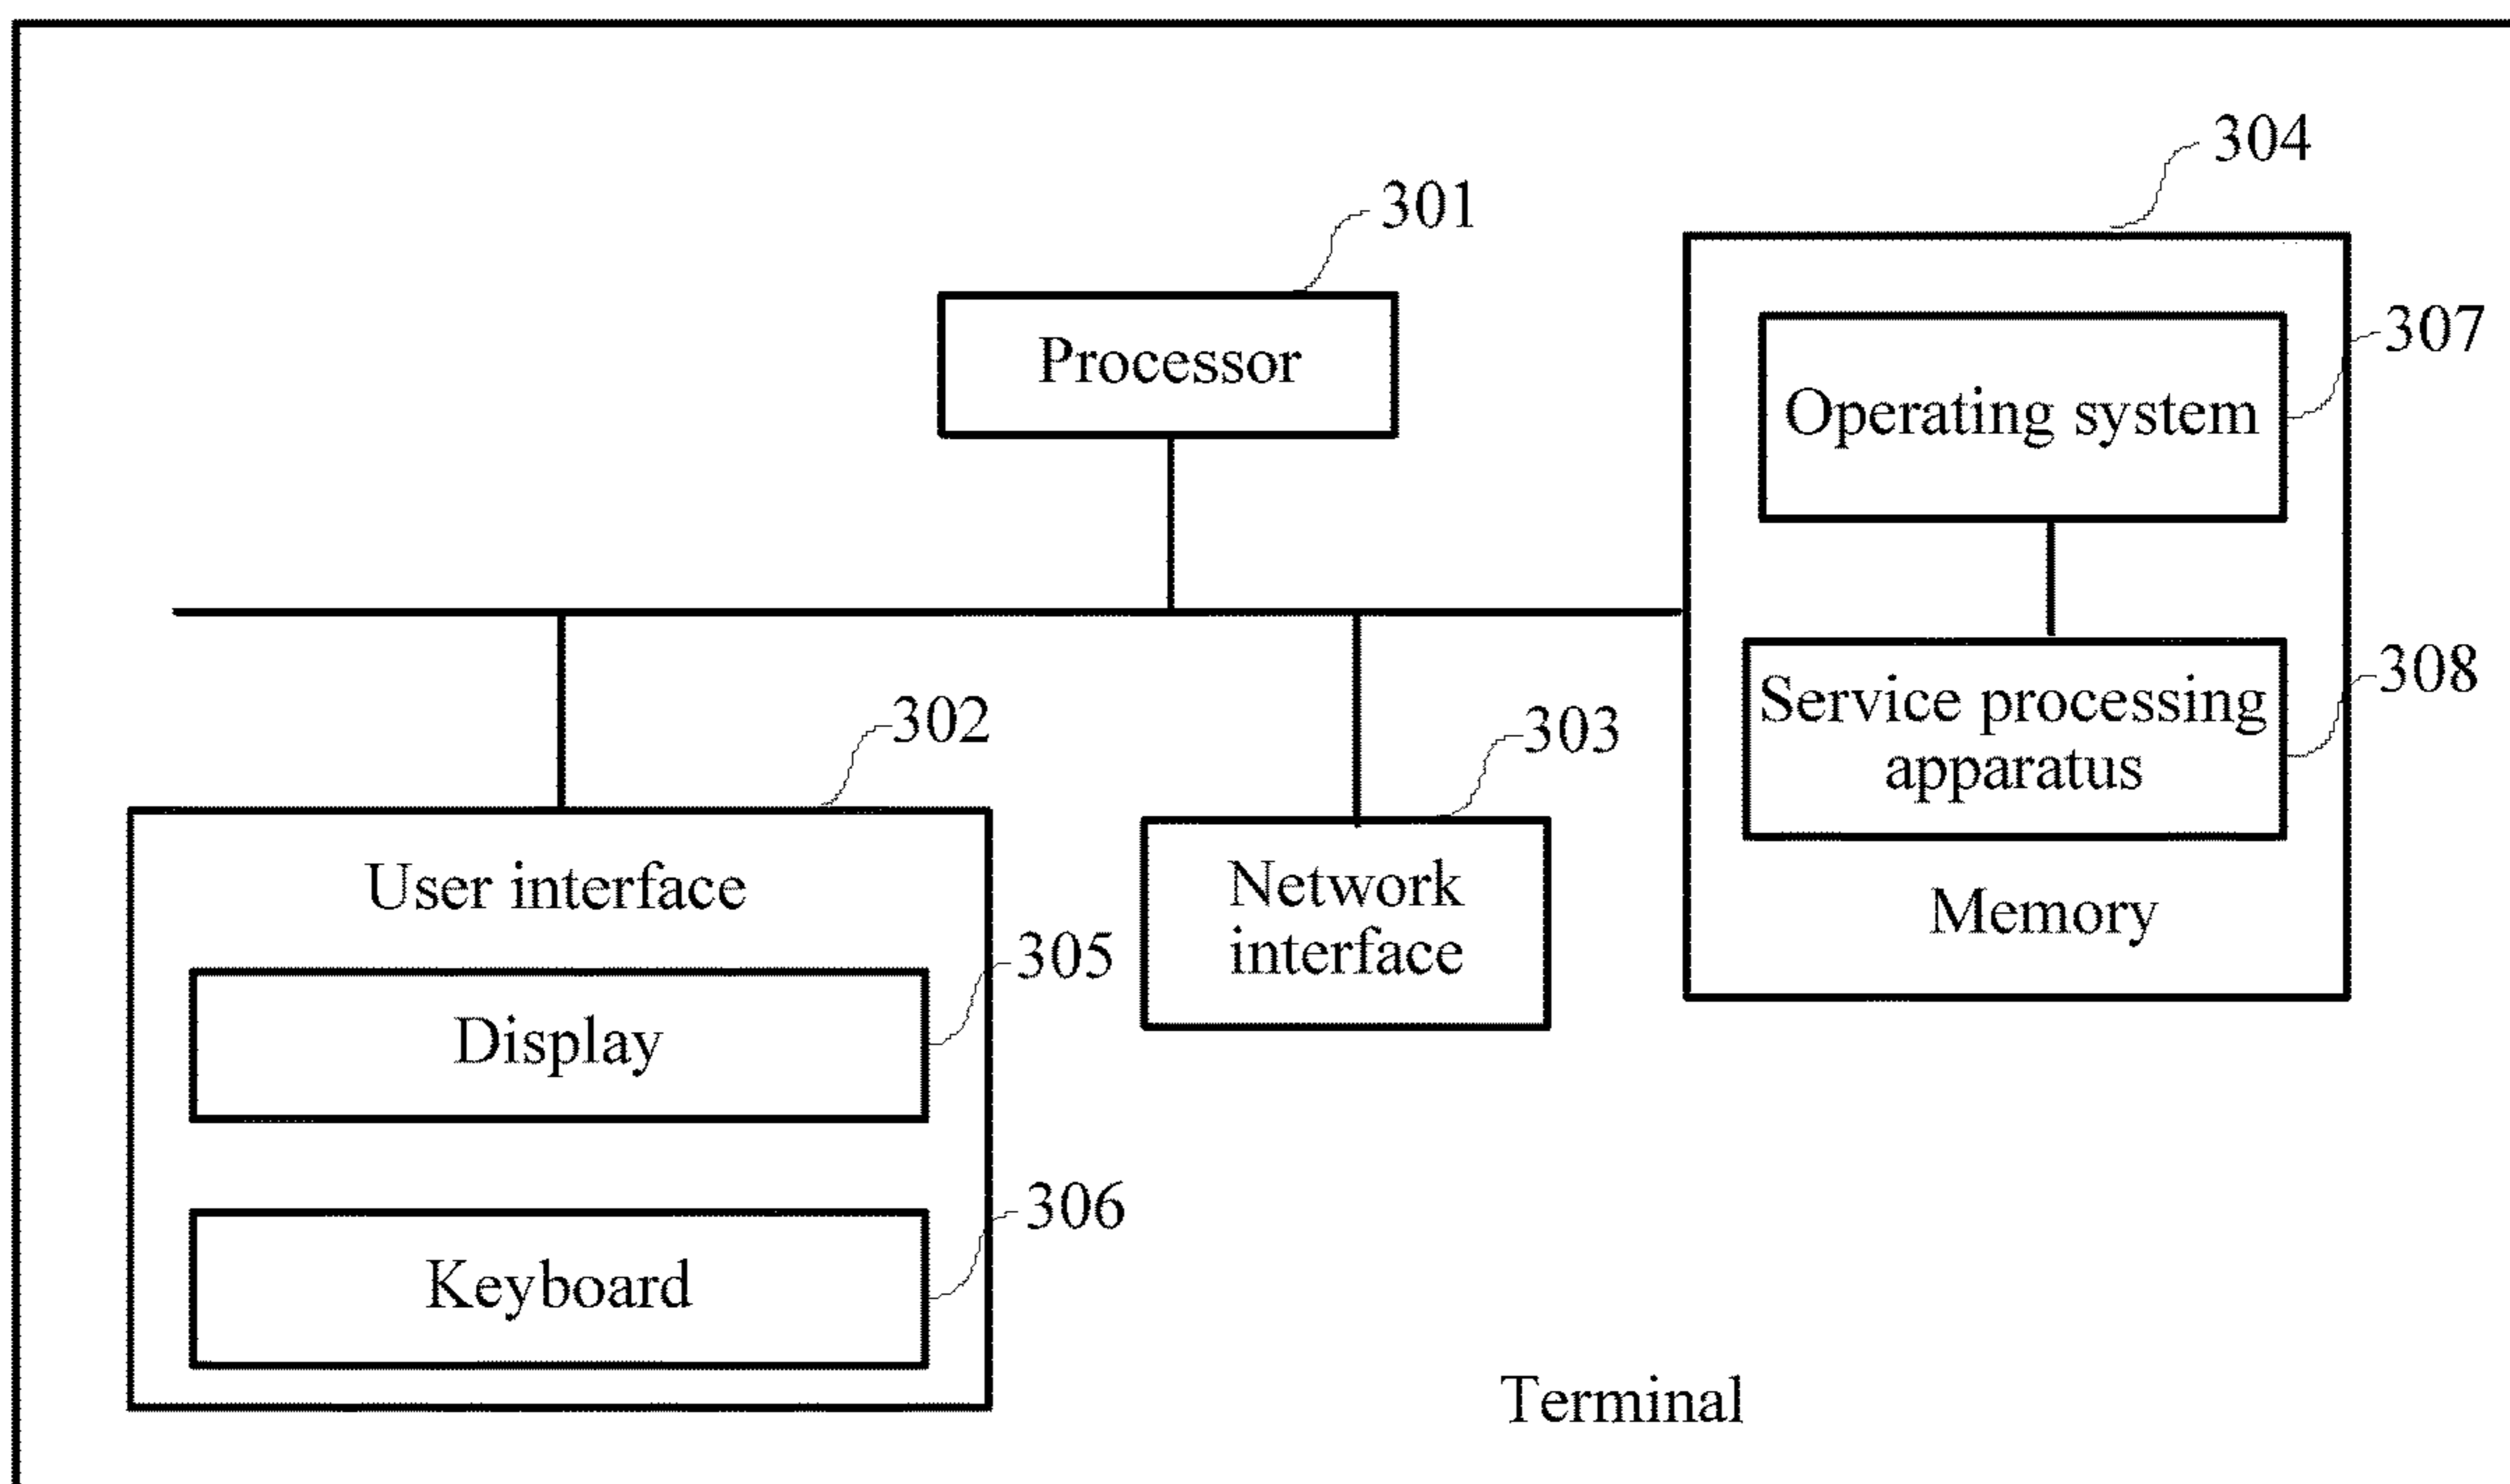 304
301
307
Processor
Operating system
308
Service processing
apparatus
302
303
User interface
Network
interface
Memory
305
Display
306
Keyboard
Terminal